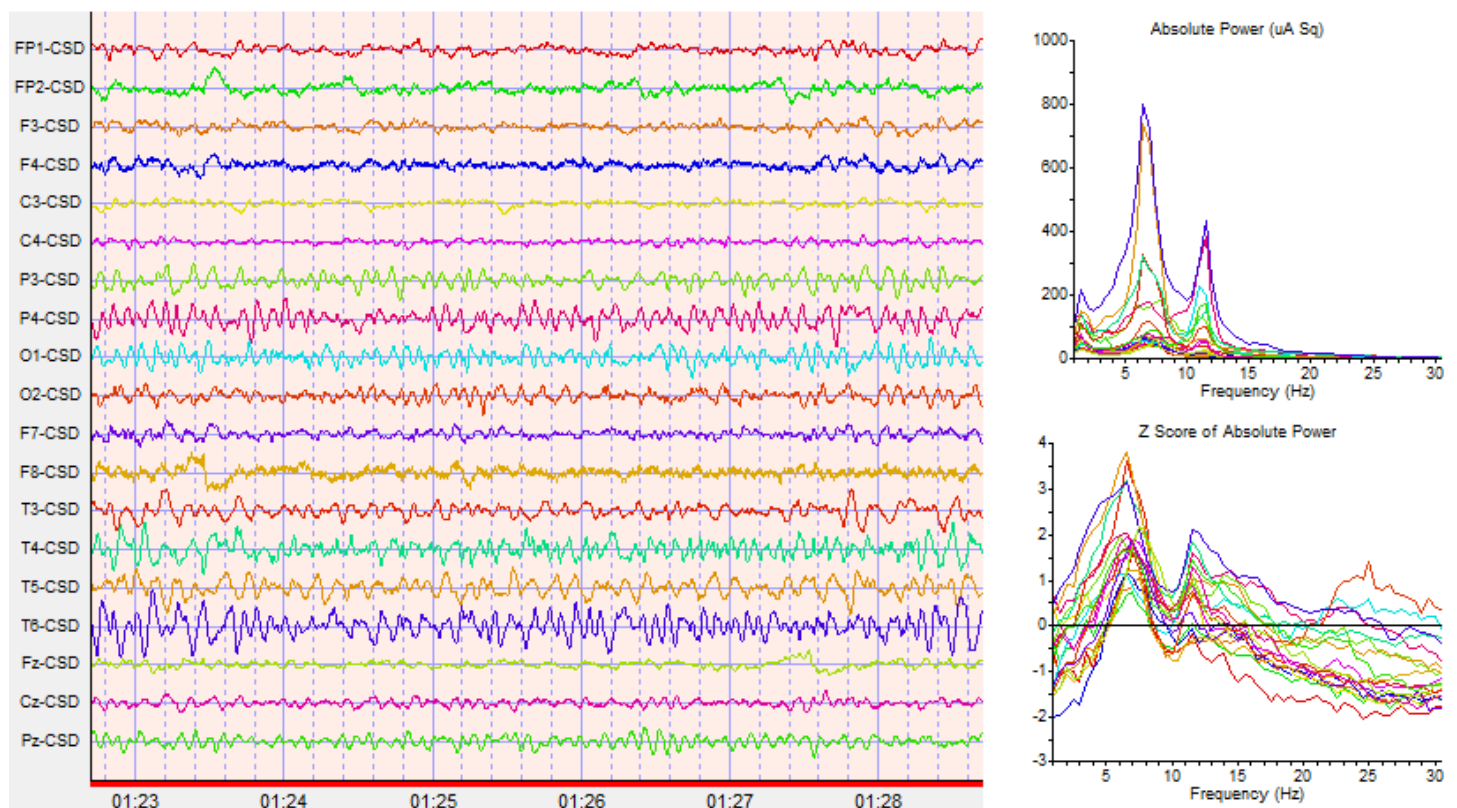 FP1-CSD
FP2-CSD
F3-CSD
F4-CSD
C3-CSD
C4-CSD
P3-CSD
P4-CSD
O1-CSD
O2-CSD
F7-CSD
F8-CSD
T3-CSD
T4-CSD
T5-CSD
T6-CSD
Fz-CSD
Cz-CSD
Pz-CSD
01:23 01:24 01:25 01:26 01:27 01:28
Absolute Power (uA Sq)
1000
800
600
400
200
0
5 10 15 20 25 30
Frequency (Hz)
Z Score of Absolute Power
4
3
2
1
0
-1
-2
-3
5 10 15 20 25 30
Frequency (Hz)